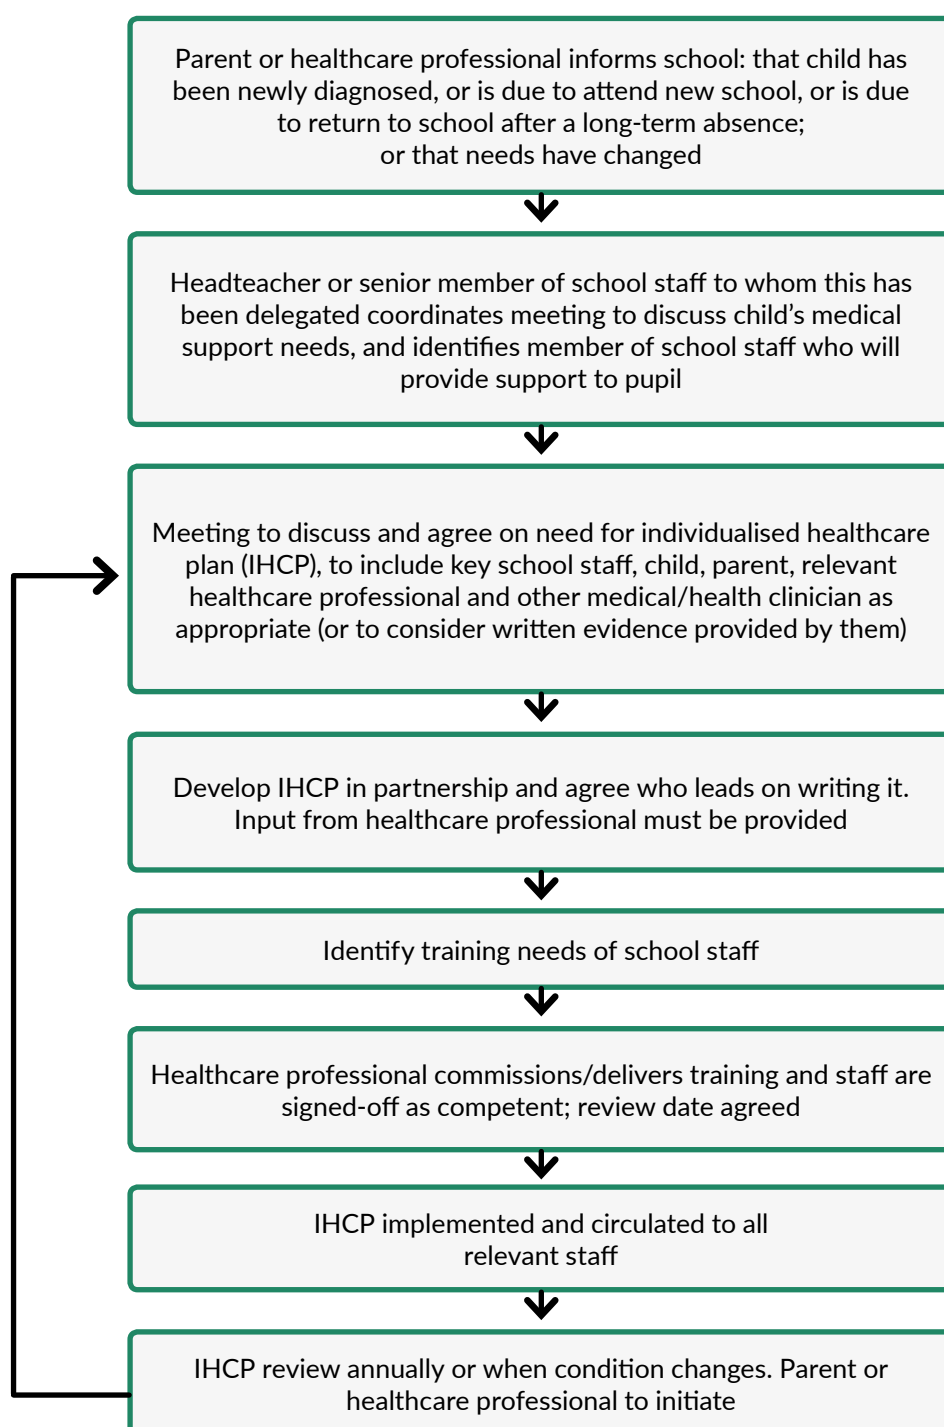 Parent or healthcare professional informs school: that child has
been newly diagnosed, or is due to attend new school, or is due
to return to school after a long-term absence;
or that needs have changed
Headteacher or senior member of school staff to whom this has
been delegated coordinates meeting to discuss child’s medical
support needs, and identifies member of school staff who will
provide support to pupil
Meeting to discuss and agree on need for individualised healthcare
plan (IHCP), to include key school staff, child, parent, relevant
healthcare professional and other medical/health clinician as
appropriate (or to consider written evidence provided by them)
Develop IHCP in partnership and agree who leads on writing it.
Input from healthcare professional must be provided
Identify training needs of school staff
Healthcare professional commissions/delivers training and staff are
signed-off as competent; review date agreed
IHCP implemented and circulated to all
relevant staff
IHCP review annually or when condition changes. Parent or
healthcare professional to initiate